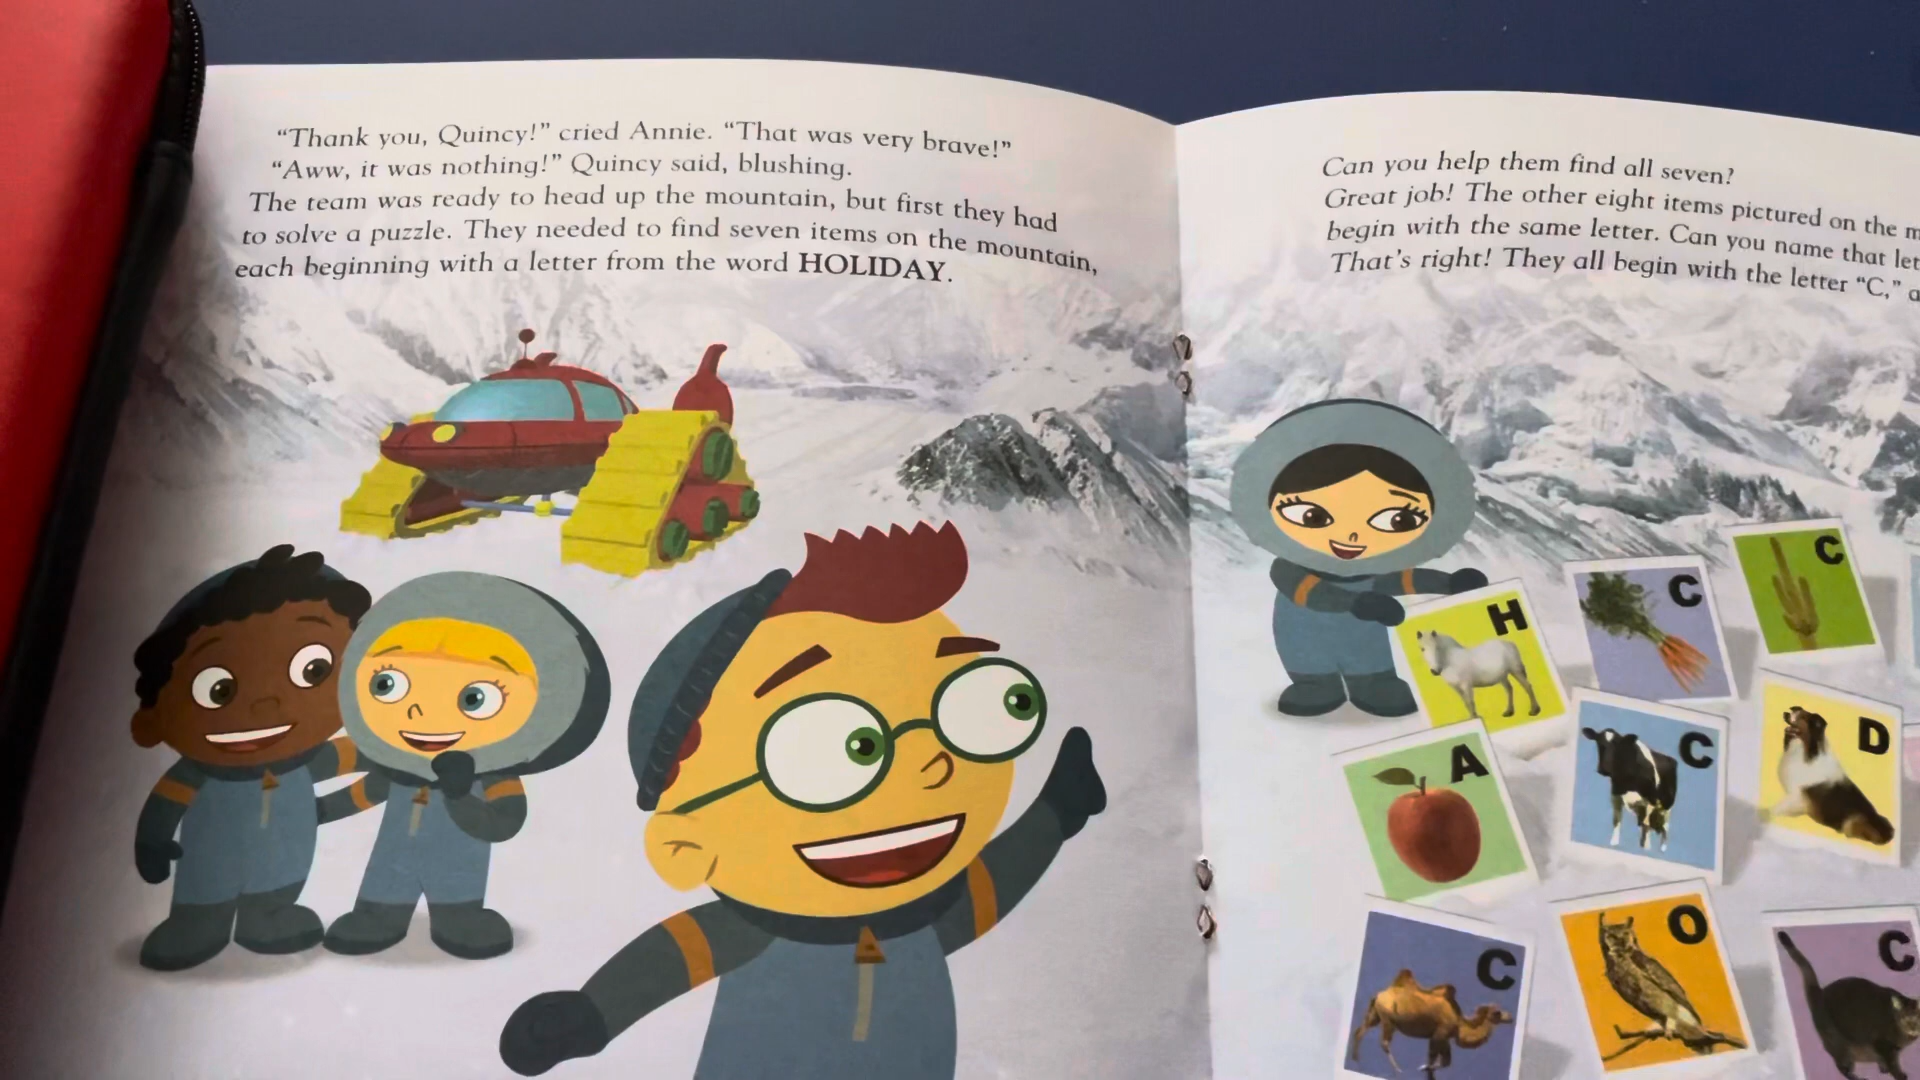 “Thank you, Quincy!” cried Annie. “That was very brave!”
“Aww, it was nothing!” Quincy said, blushing.
The team was ready to head up the mountain, but first they had
to solve a puzzle. They needed to find seven items on the mountain,
each beginning with a letter from the word HOLIDAY.
Can you help them find all seven?
Great job! The other eight items pictured on the
begin with the same letter. Can you name that
That’s right! They all begin with the letter “C,”
H
C
C
A
C
D
C
O
C